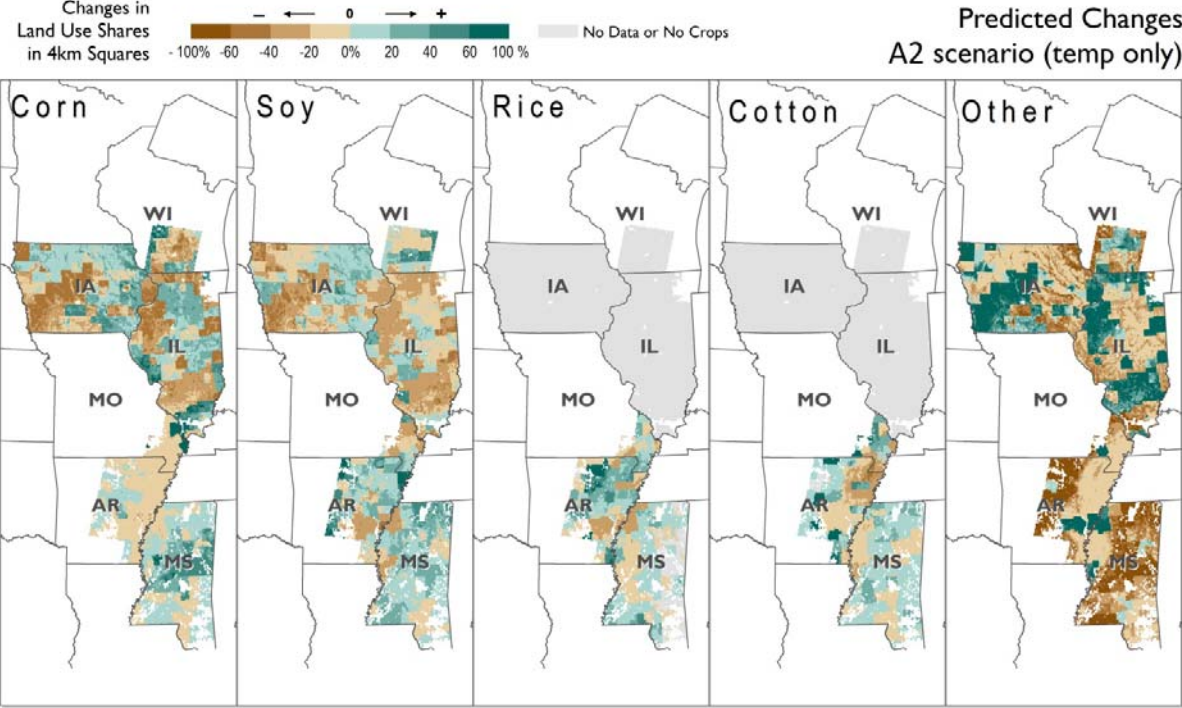 Changes in
Land Use Shares
in 4km Squares
– 0 +
- 100% -60 -40 -20 0% 20 40 60 100 %
No Data or No Crops
Predicted Changes
A2 scenario (temp only)
Corn
WI
IA
IL
MO
AR
MS
Soy
WI
IA
IL
MO
AR
MS
Rice
WI
IA
IL
MO
AR
MS
Cotton
WI
IA
IL
MO
AR
MS
Other
WI
IA
IL
MO
AR
MS